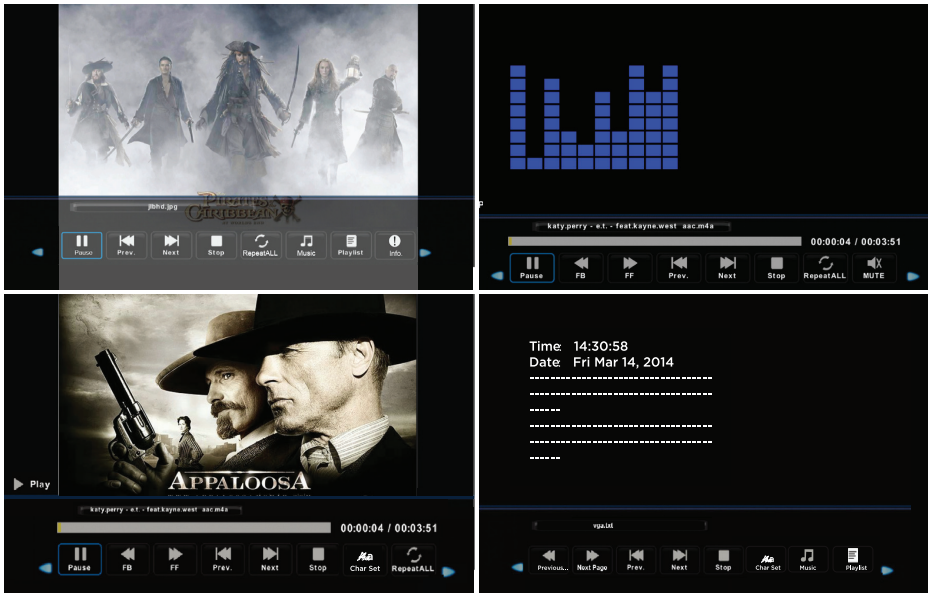 PIRATES
CARIBBEAN
jlbhd.jpg
Pause Prev. Next Stop RepeatALL Music Playlist Info.
katy.perry - e.t. - feat.kayne.west aac.m4a
00:00:04 / 00:03:51
Pause FB FF Prev. Next Stop RepeatALL MUTE
APPALOOSA
Play
katy.perry - e.t. - feat.kayne.west aac.m4a
00:00:04 / 00:03:51
Pause FB FF Prev. Next Stop Char Set RepeatALL
Time: 14:30:58
Date: Fri Mar 14, 2014
-----------------------------------
-----------------------------------
------
-----------------------------------
-----------------------------------
------
vga.txt
Previous... Next Page Prev. Next Stop Char Set Music Playlist